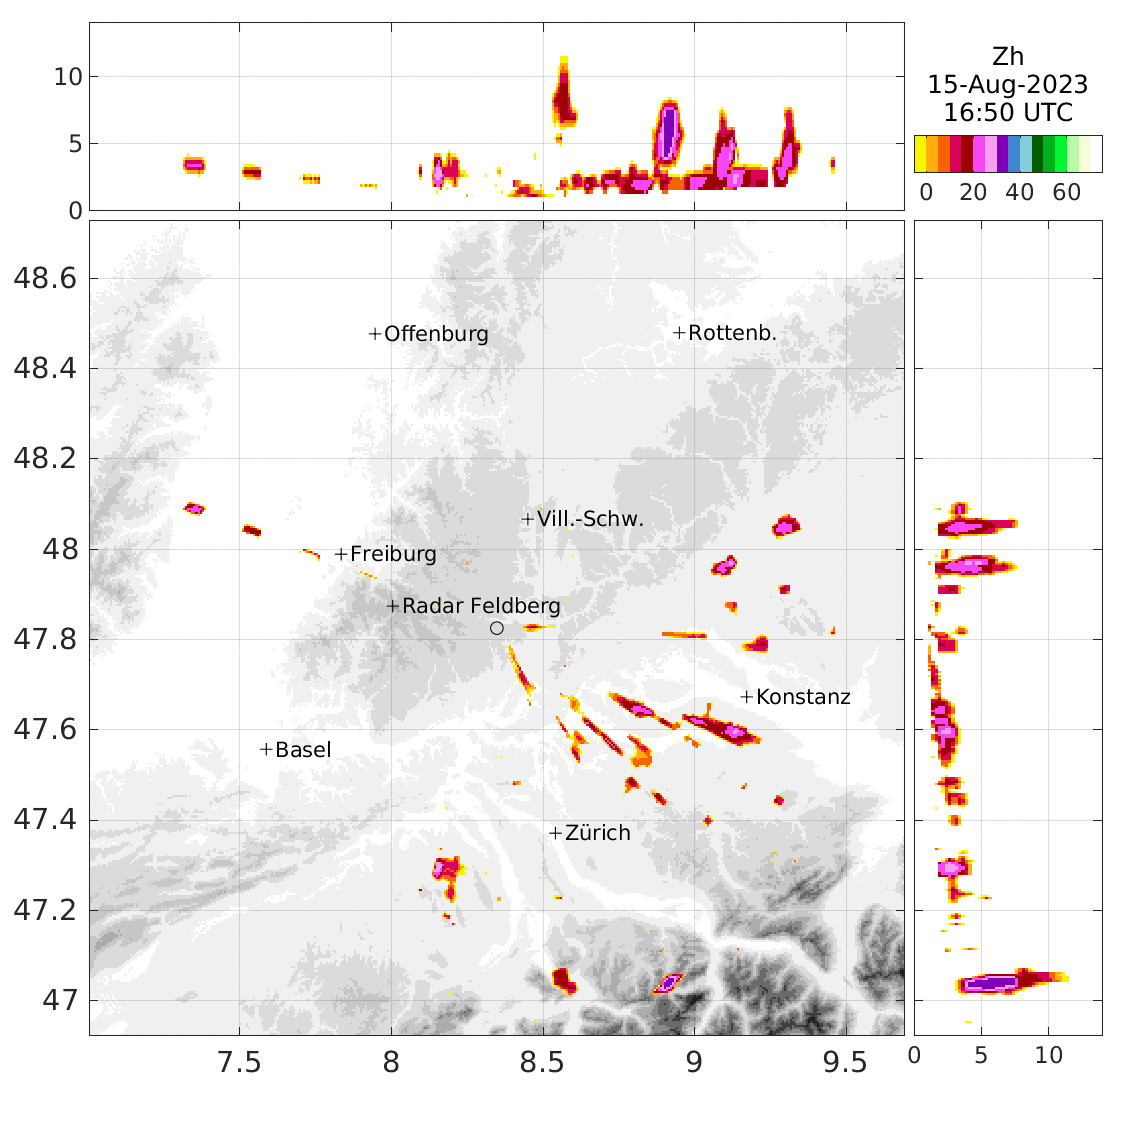 10
5
0
Zh
15-Aug-2023
16:50 UTC
0 20 40 60
48.6
48.4
48.2
48
47.8
47.6
47.4
47.2
47
+Offenburg
+Rottenb.
+Vill.-Schw.
+Freiburg
+Radar Feldberg
+Konstanz
+Basel
+Zürich
7.5 8 8.5 9 9.5
0 5 10